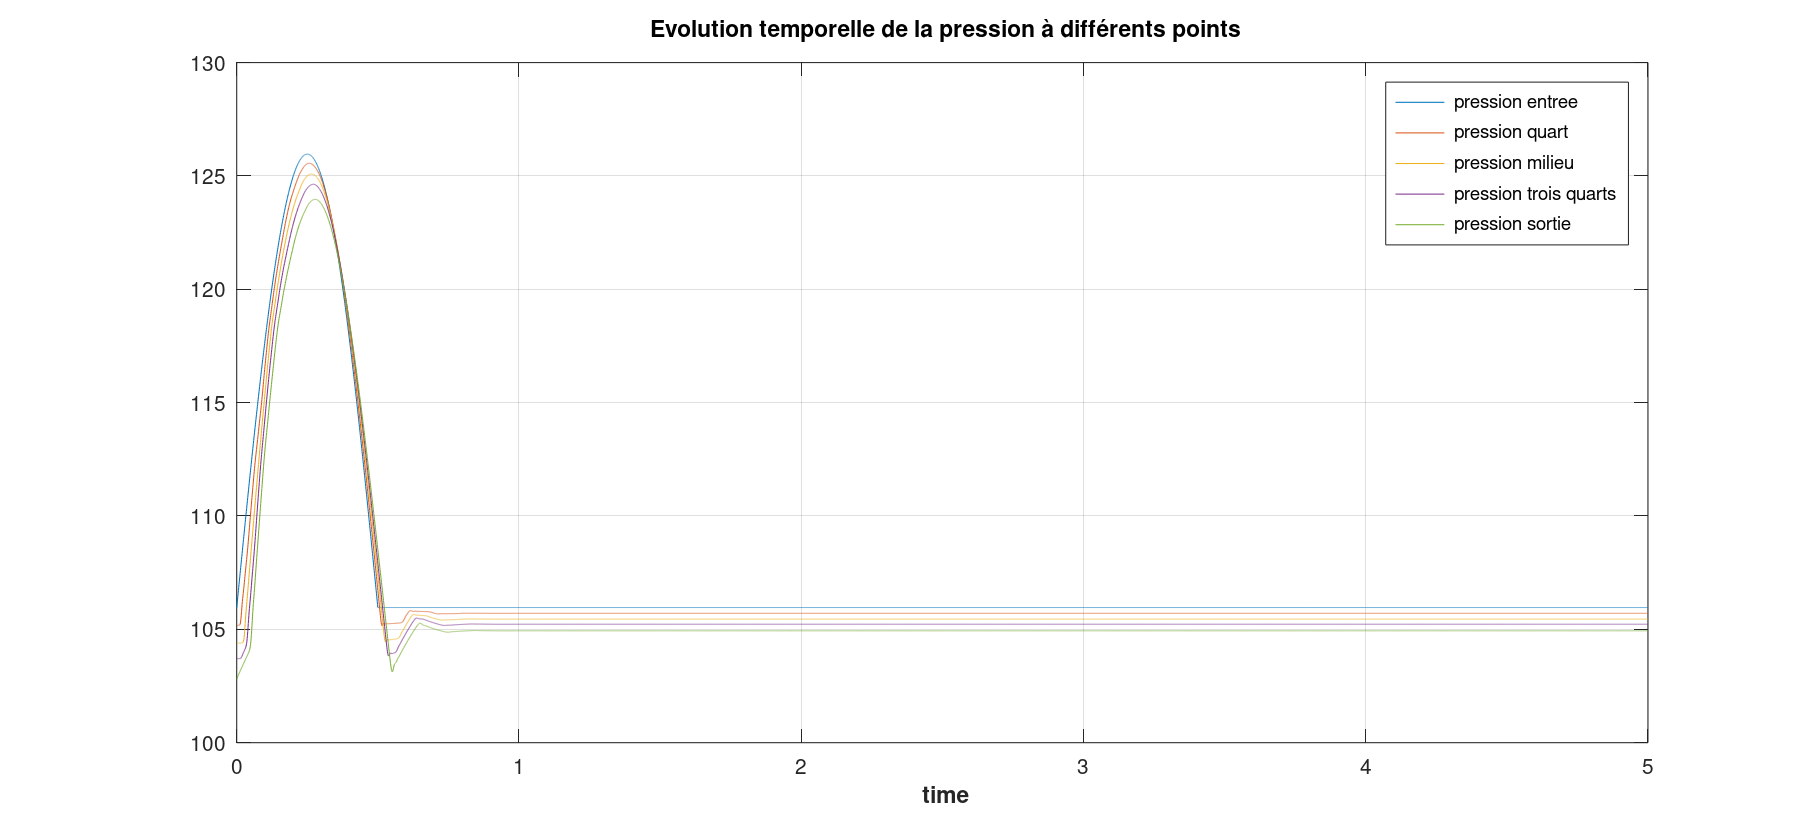 Evolution temporelle de la pression à différents points
130
125
120
115
110
105
100
0 1 2 3 4 5
time
pression entree
pression quart
pression milieu
pression trois quarts
pression sortie